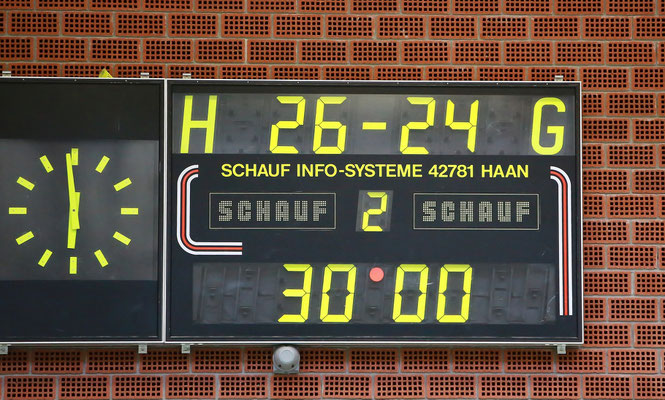 H 26-24 G
SCHAUF INFO-SYSTEME 42781 HAAN
SCHAUF 2 SCHAUF
30:00